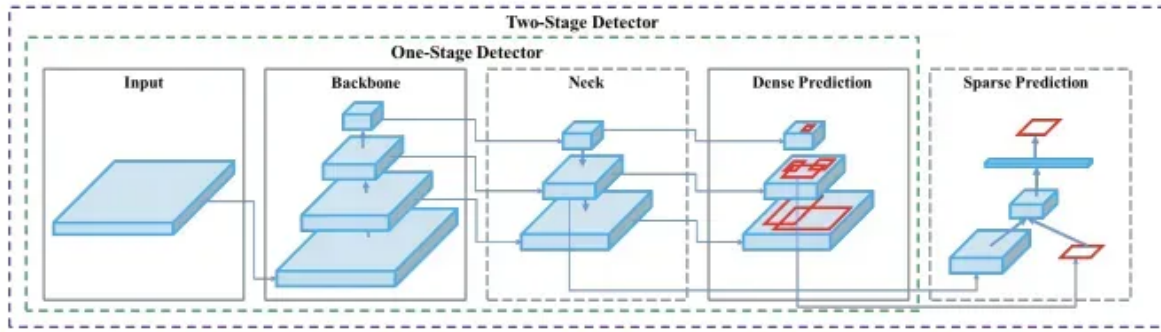 Two-Stage Detector
One-Stage Detector
Input
Backbone
Neck
Dense Prediction
Sparse Prediction